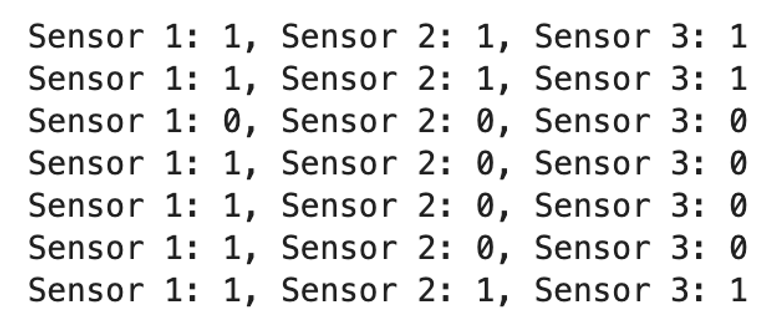 Sensor 1: 1, Sensor 2: 1, Sensor 3: 1
Sensor 1: 1, Sensor 2: 1, Sensor 3: 1
Sensor 1: 0, Sensor 2: 0, Sensor 3: 0
Sensor 1: 1, Sensor 2: 0, Sensor 3: 0
Sensor 1: 1, Sensor 2: 0, Sensor 3: 0
Sensor 1: 1, Sensor 2: 0, Sensor 3: 0
Sensor 1: 1, Sensor 2: 1, Sensor 3: 1